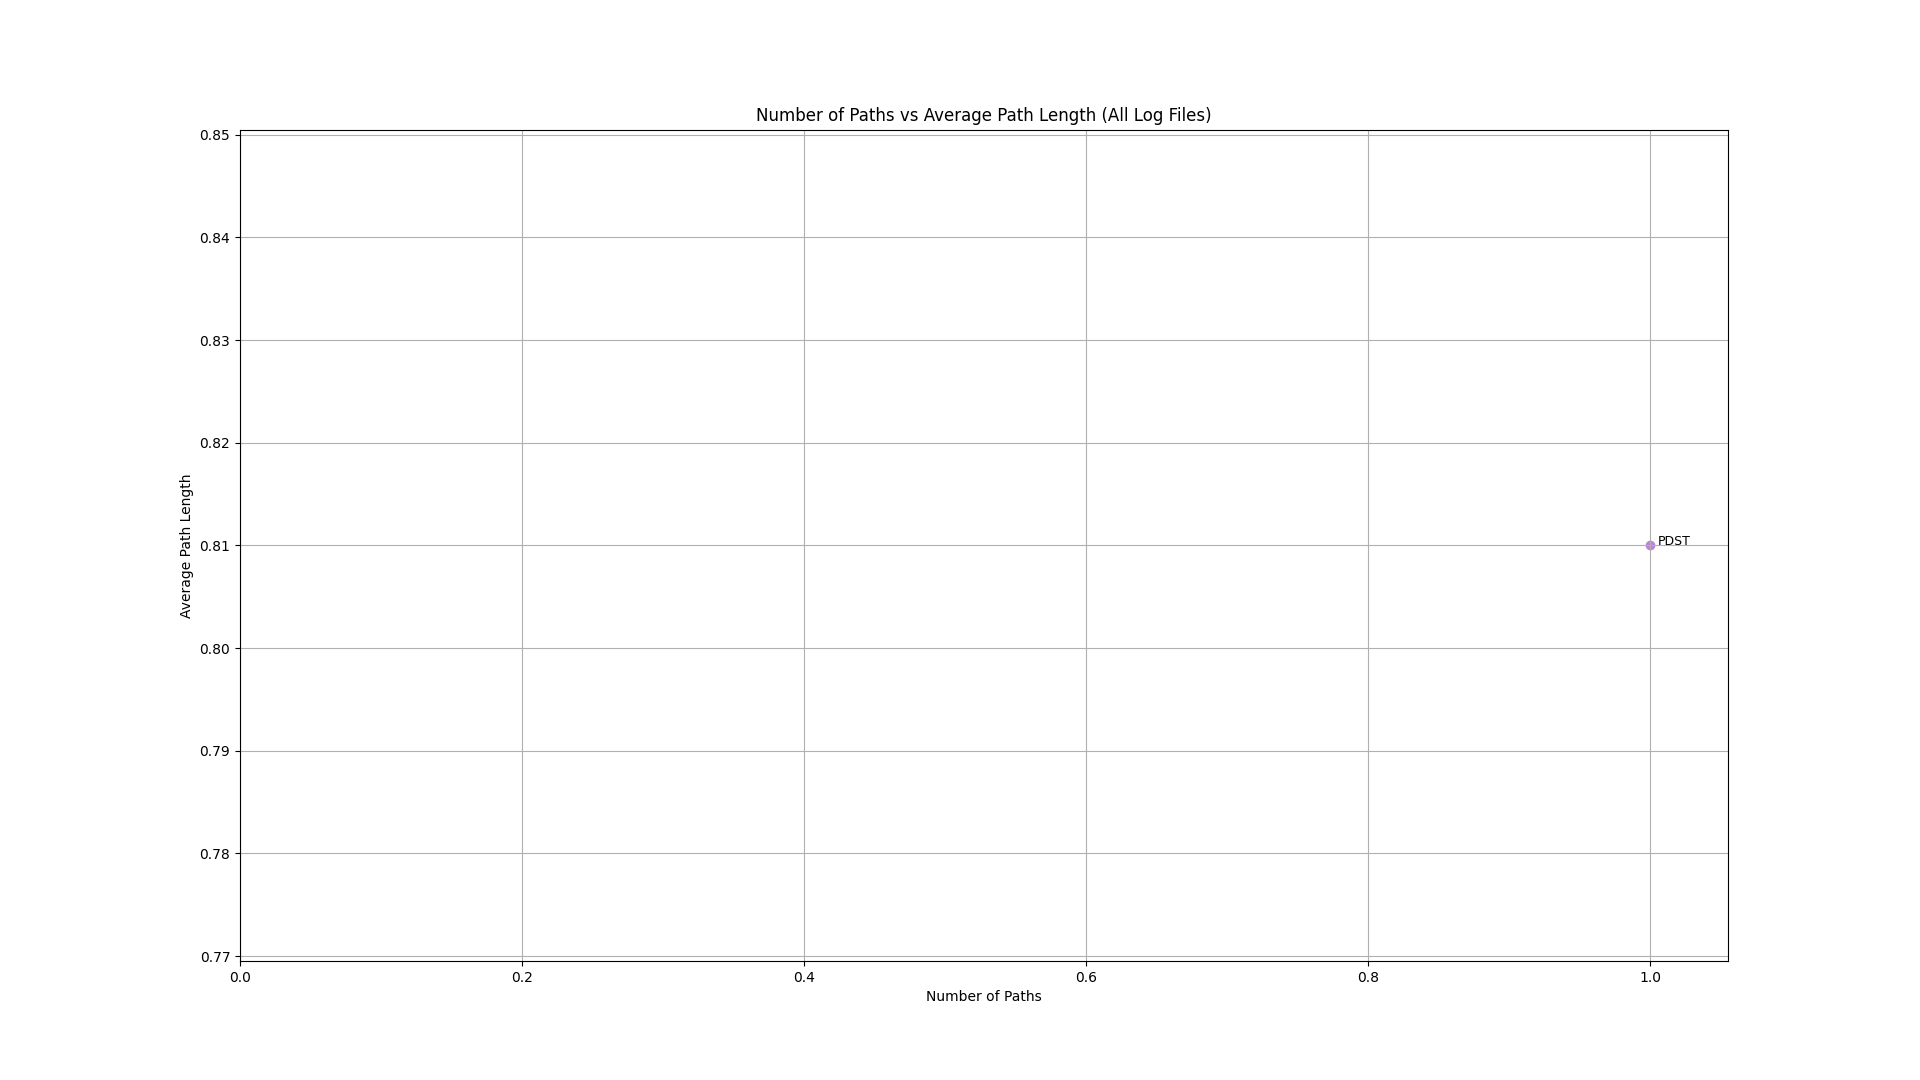 Number of Paths vs Average Path Length (All Log Files)
0.85
0.84
0.83
0.82
0.81
0.80
0.79
0.78
0.77
Average Path Length
PDST
0.0 0.2 0.4 0.6 0.8 1.0
Number of Paths